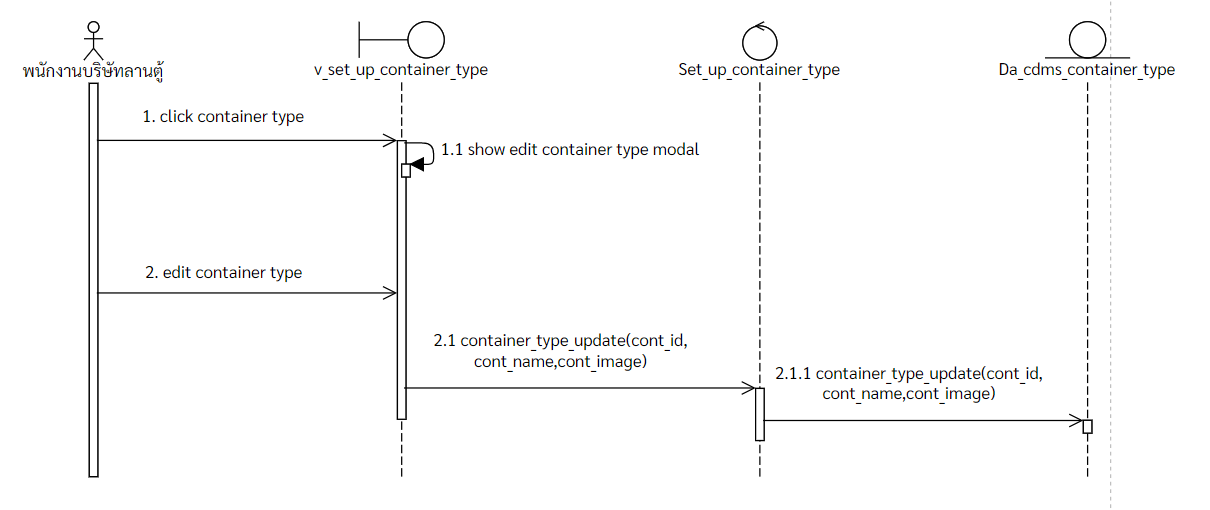 พนักงานบริษัทลานตู้
v_set_up_container_type
Set_up_container_type
Da_cdms_container_type
1. click container type
1.1 show edit container type modal
2. edit container type
2.1 container_type_update(cont_id,
cont_name,cont_image)
2.1.1 container_type_update(cont_id,
cont_name,cont_image)